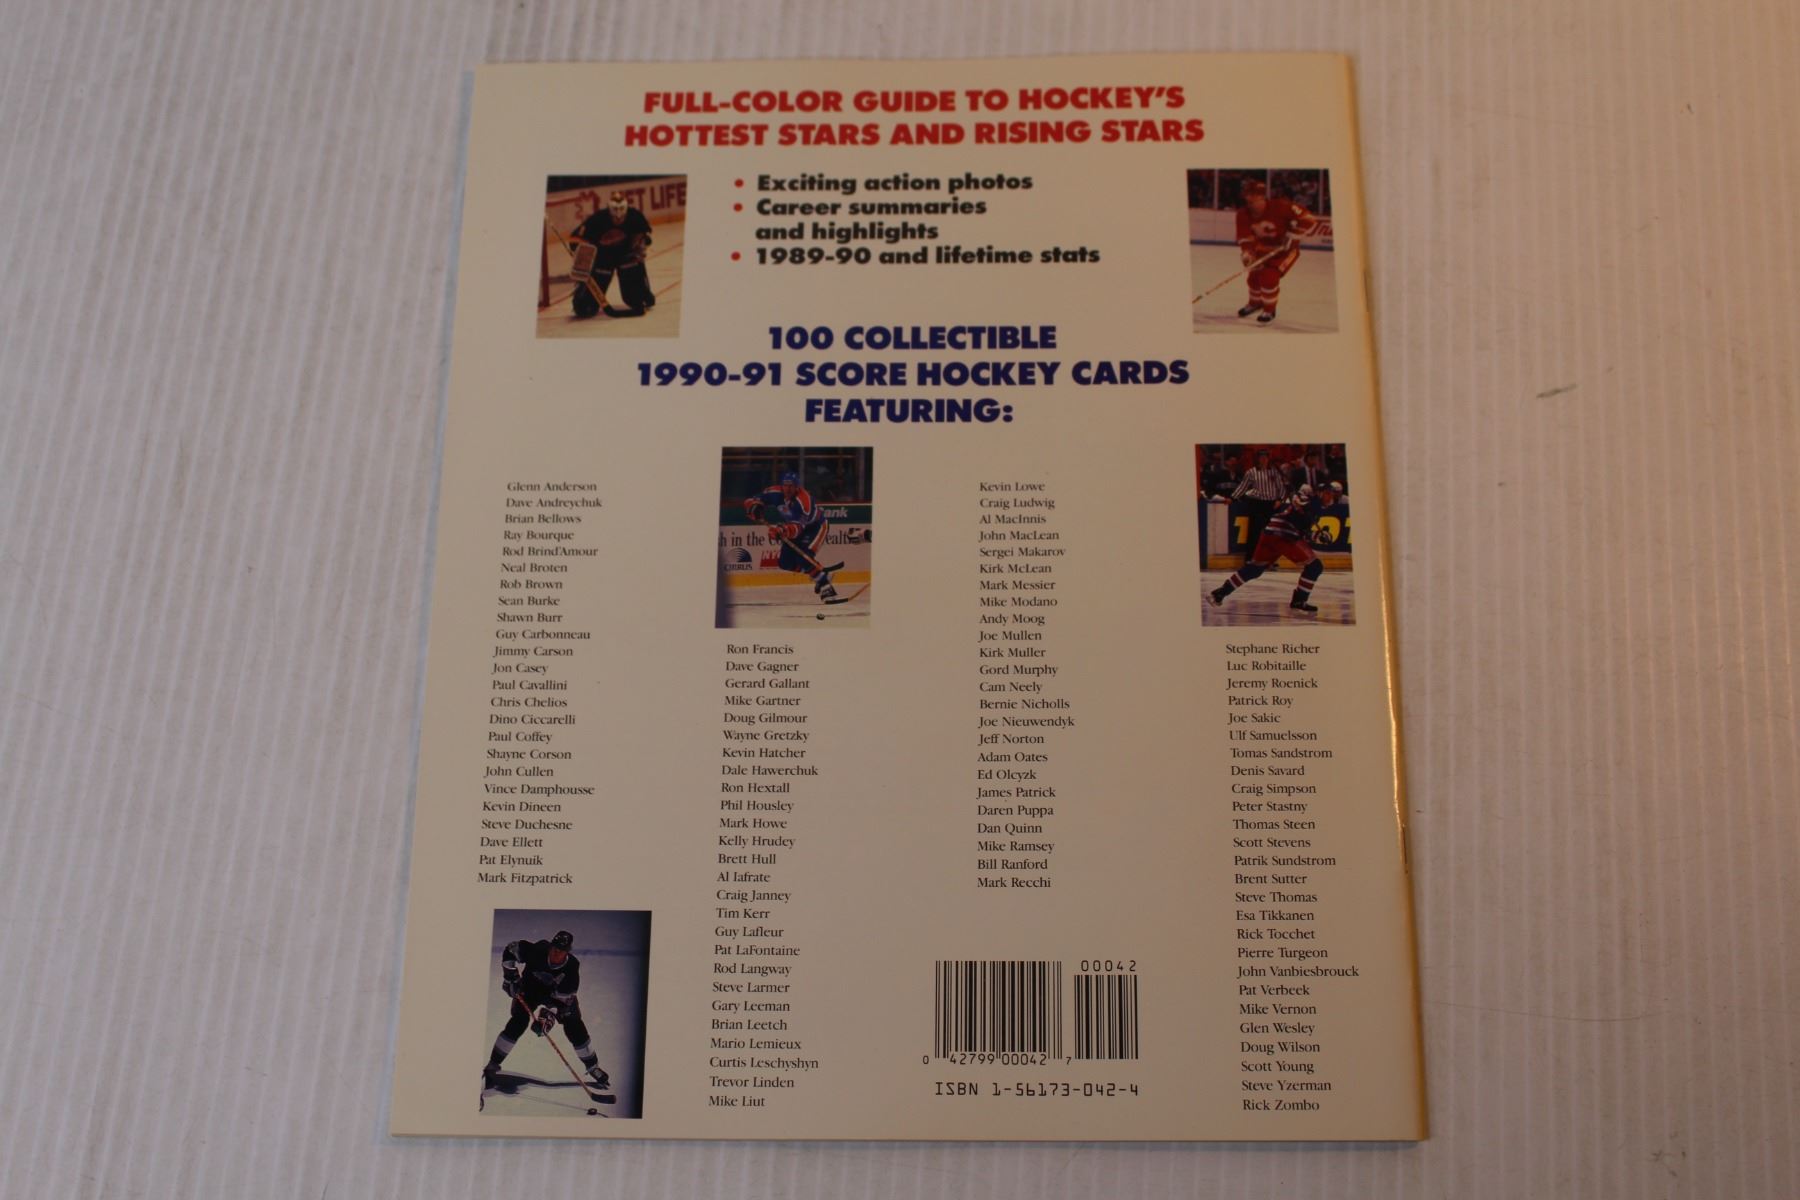 FULL-COLOR GUIDE TO HOCKEY'S
HOTTEST STARS AND RISING STARS
• Exciting action photos
• Career summaries
and highlights
• 1989-90 and lifetime stats
ET LIFE
100 COLLECTIBLE
1990-91 SCORE HOCKEY CARDS
FEATURING:
Glenn Anderson
Dave Andreychuk
Brian Bellows
Ray Bourque
Rod Brind'Amour
Neal Broten
Rob Brown
Sean Burke
Shawn Burr
Guy Carbonneau
Jimmy Carson
Jon Casey
Paul Cavallini
Chris Chelios
Dino Ciccarelli
Paul Coffey
Shayne Corson
John Cullen
Vince Damphousse
Kevin Dineen
Steve Duchesne
Dave Ellett
Pat Elynuik
Mark Fitzpatrick
ank
h in the
ealt
CIRRUS
NYC
Ron Francis
Dave Gagner
Gerard Gallant
Mike Gartner
Doug Gilmour
Wayne Gretzky
Kevin Hatcher
Dale Hawerchuk
Ron Hextall
Phil Housley
Mark Howe
Kelly Hrudey
Brett Hull
Al Iafrate
Craig Janney
Tim Kerr
Guy Lafleur
Pat LaFontaine
Rod Langway
Steve Larmer
Gary Leeman
Brian Leetch
Mario Lemieux
Curtis Leschyshyn
Trevor Linden
Mike Liut
Kevin Lowe
Craig Ludwig
Al MacInnis
John MacLean
Sergei Makarov
Kirk McLean
Mark Messier
Mike Modano
Andy Moog
Joe Mullen
Kirk Muller
Gord Murphy
Cam Neely
Bernie Nicholls
Joe Nieuwendyk
Jeff Norton
Adam Oates
Ed Olcyzk
James Patrick
Daren Puppa
Dan Quinn
Mike Ramsey
Bill Ranford
Mark Recchi
Stephane Richer
Luc Robitaille
Jeremy Roenick
Patrick Roy
Joe Sakic
Ulf Samuelsson
Tomas Sandstrom
Denis Savard
Craig Simpson
Peter Stastny
Thomas Steen
Scott Stevens
Patrik Sundstrom
Brent Sutter
Steve Thomas
Esa Tikkanen
Rick Tocchet
Pierre Turgeon
John Vanbiesbrouck
Pat Verbeek
Mike Vernon
Glen Wesley
Doug Wilson
Scott Young
Steve Yzerman
Rick Zombo
00042
0 42799 00042 7
ISBN 1-56173-042-4